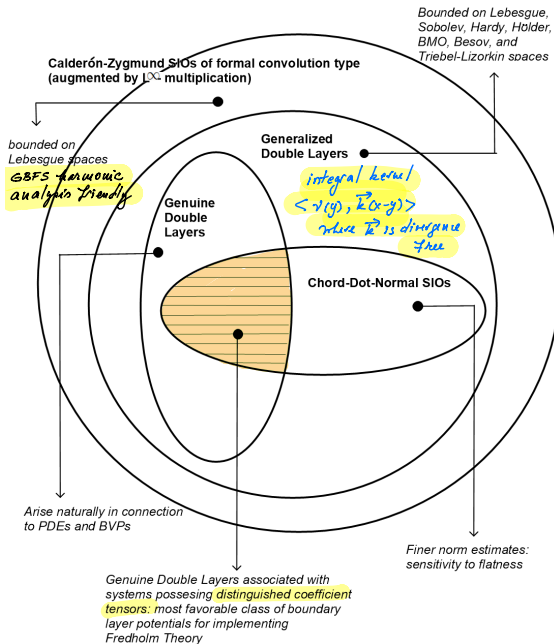 Bounded on Lebesgue,
Sobolev, Hardy, Hölder,
BMO, Besov, and
Triebel-Lizorkin spaces
Calderón-Zygmund SIOs of formal convolution type
(augmented by L∞ multiplication)
bounded on
Lebesgue spaces
GBFS harmonic
analysis friendly
Generalized
Double Layers
integral kernel
< ν(y), k⃗(x-y)>
where k⃗ is divergence
free
Genuine
Double
Layers
Chord-Dot-Normal SIOs
Arise naturally in connection
to PDEs and BVPs
Finer norm estimates:
sensitivity to flatness
Genuine Double Layers associated with
systems possesing distinguished coefficient
tensors: most favorable class of boundary
layer potentials for implementing
Fredholm Theory